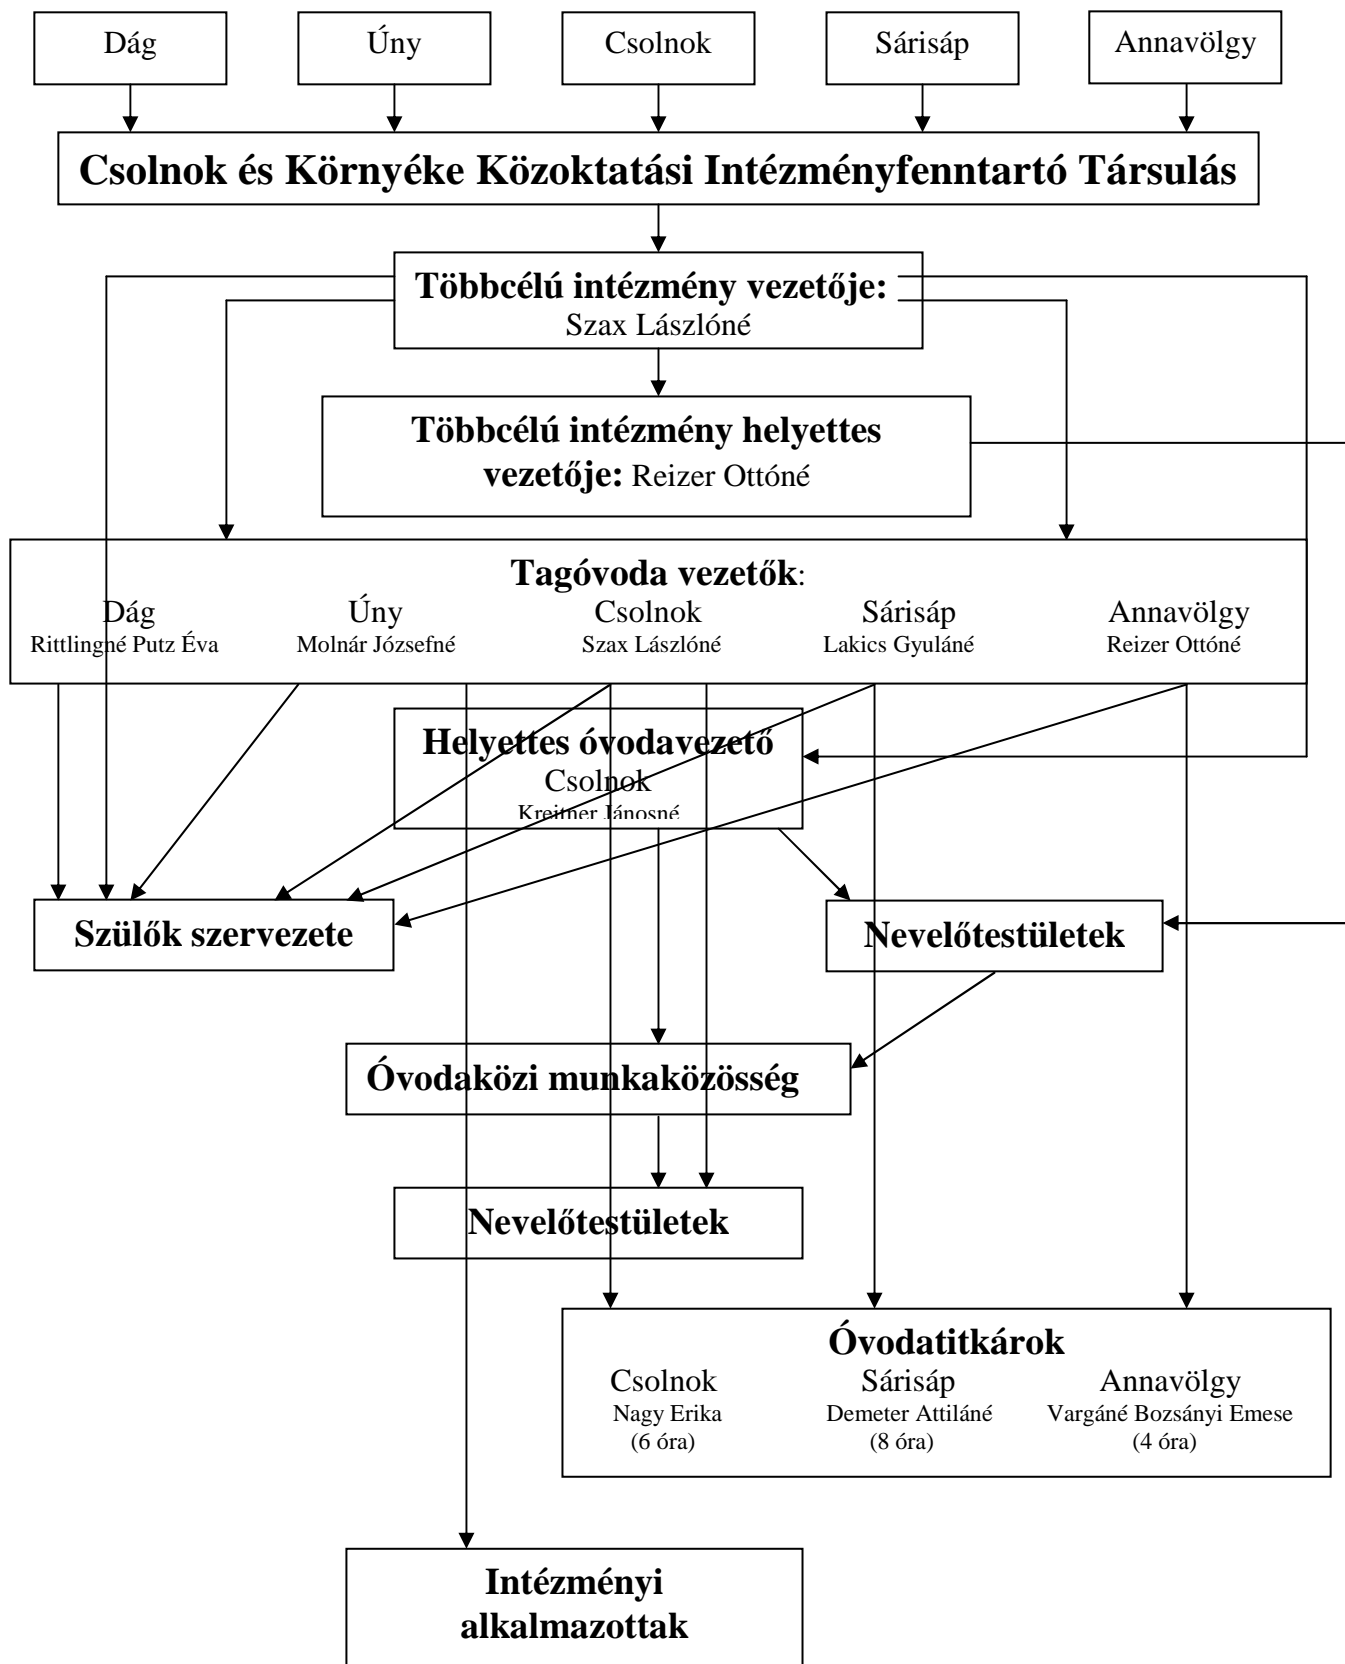 Dág
Úny
Csolnok
Sárisáp
Annavölgy
Csolnok és Környéke Közoktatási Intézményfenntartó Társulás
Többcélú intézmény vezetője:
Szax Lászlóné
Többcélú intézmény helyettes
vezetője: Reizer Ottóné
Tagóvoda vezetők:
Dág Úny Csolnok Sárisáp Annavölgy
Rittlingné Putz Éva Molnár Józsefné Szax Lászlóné Lakics Gyuláné Reizer Ottóné
Helyettes óvodavezető
Csolnok
Kreitner Jánosné
Szülők szervezete
Nevelőtestületek
Óvodaközi munkaközösség
Nevelőtestületek
Óvodatitkárok
Csolnok Sárisáp Annavölgy
Nagy Erika Demeter Attiláné Vargáné Bozsányi Emese
(6 óra) (8 óra) (4 óra)
Intézményi
alkalmazottak